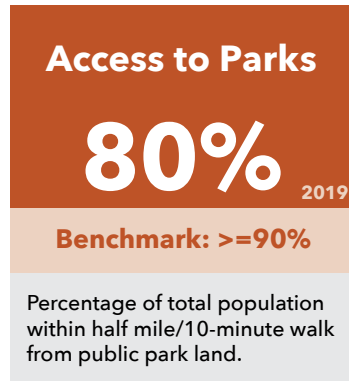 Access to Parks
80%
2019
Benchmark: >=90%
Percentage of total population
within half mile/10-minute walk
from public park land.